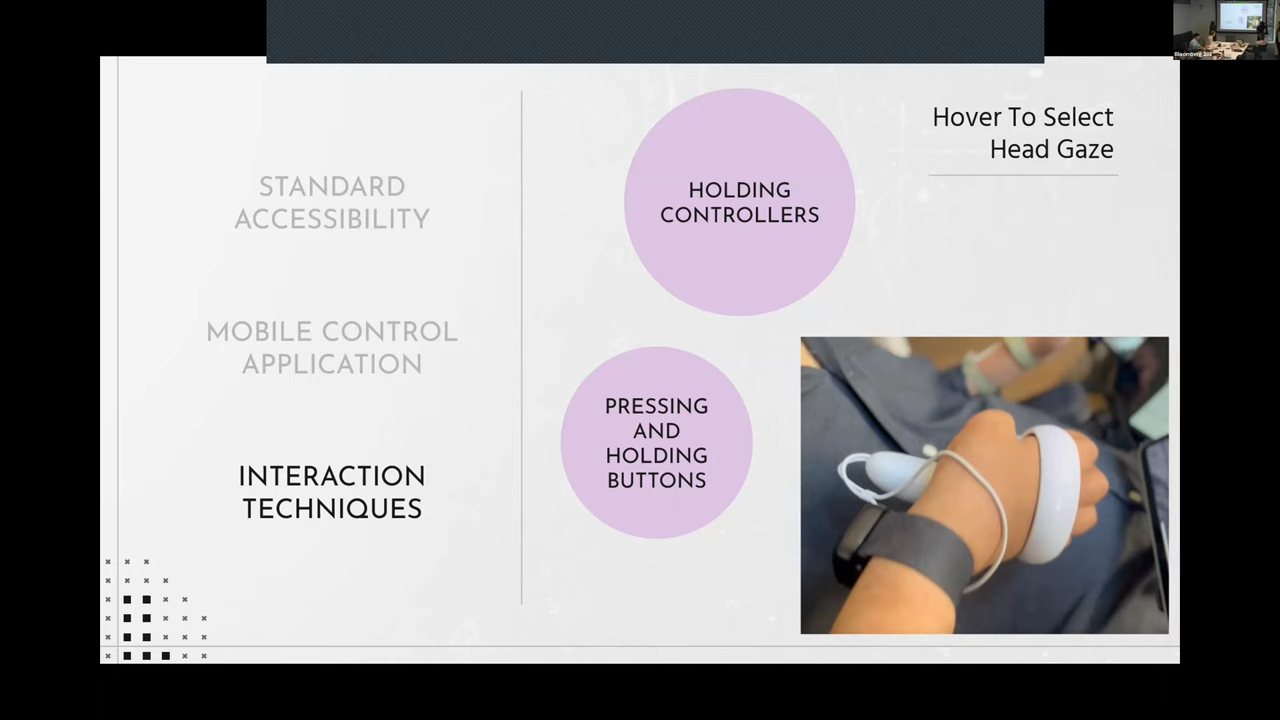 STANDARD
ACCESSIBILITY
MOBILE CONTROL
APPLICATION
INTERACTION
TECHNIQUES
HOLDING
CONTROLLERS
PRESSING
AND
HOLDING
BUTTONS
Hover To Select
Head Gaze